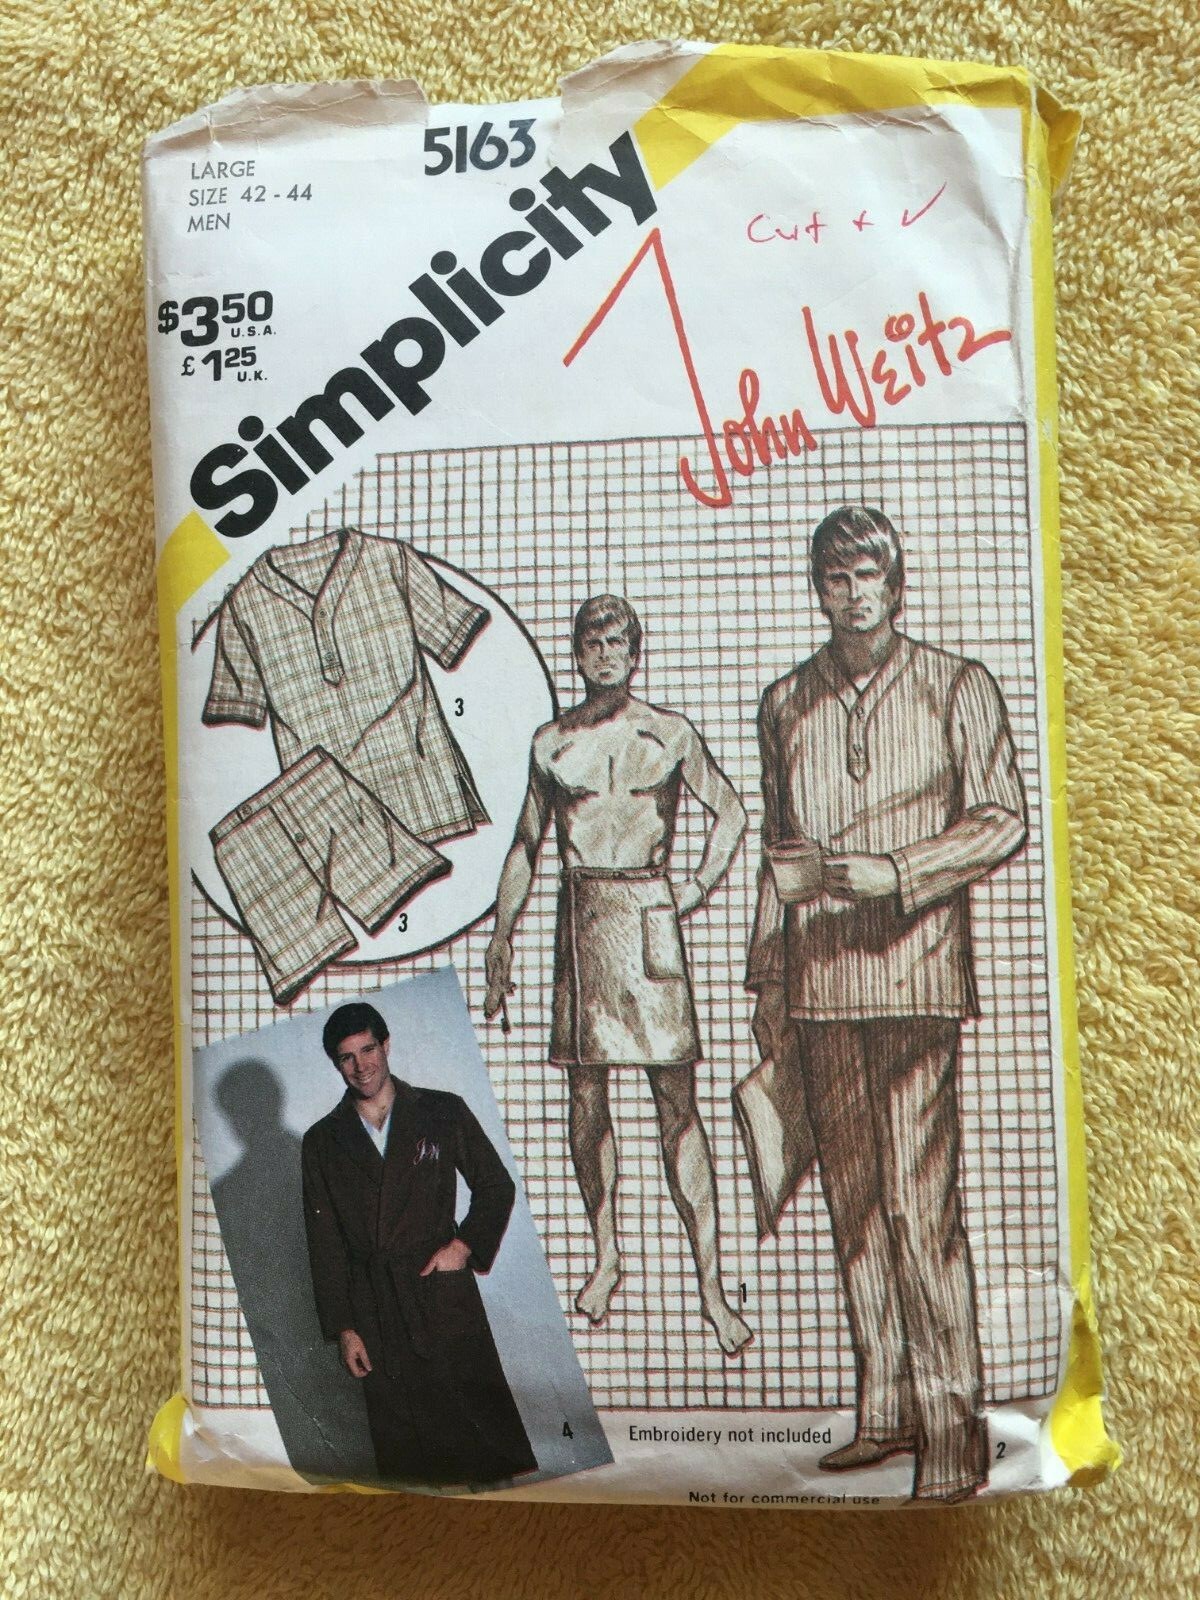 5163
LARGE
SIZE 42 - 44
MEN
$3.50
U.S.A.
£1.25
U.K.
Simplicity
Cut + ✓
John Weitz
3
3
JW
1
4
Embroidery not included
2
Not for commercial use